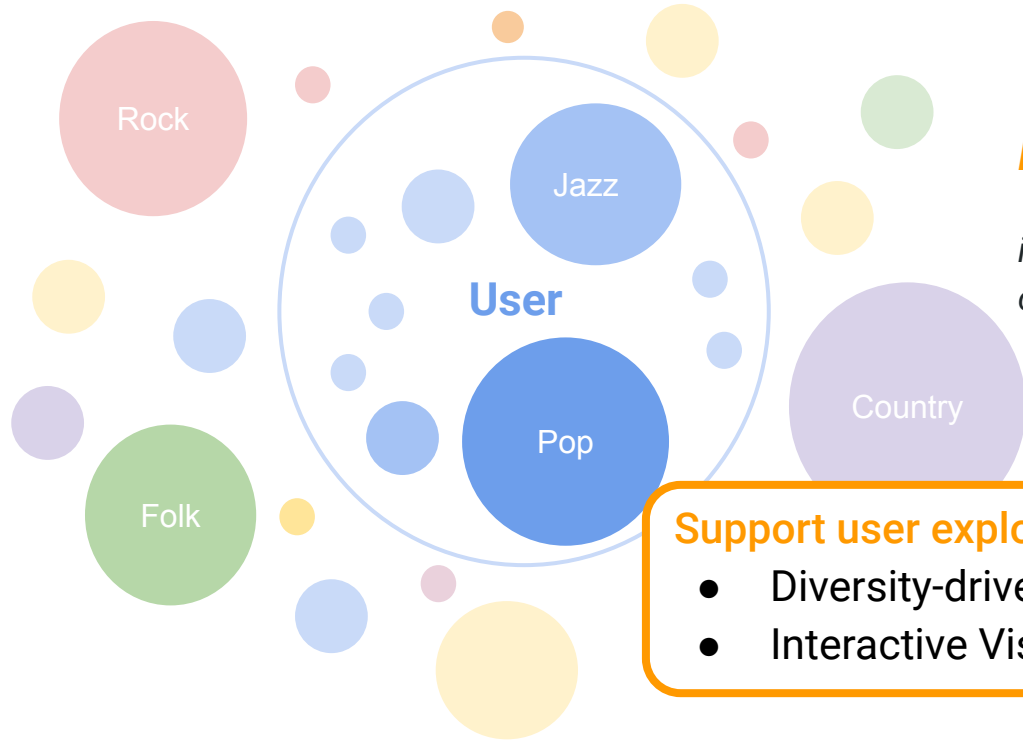 Rock
Jazz
User
Country
Pop
Folk
Support user explo
● Diversity-drive
● Interactive Vis